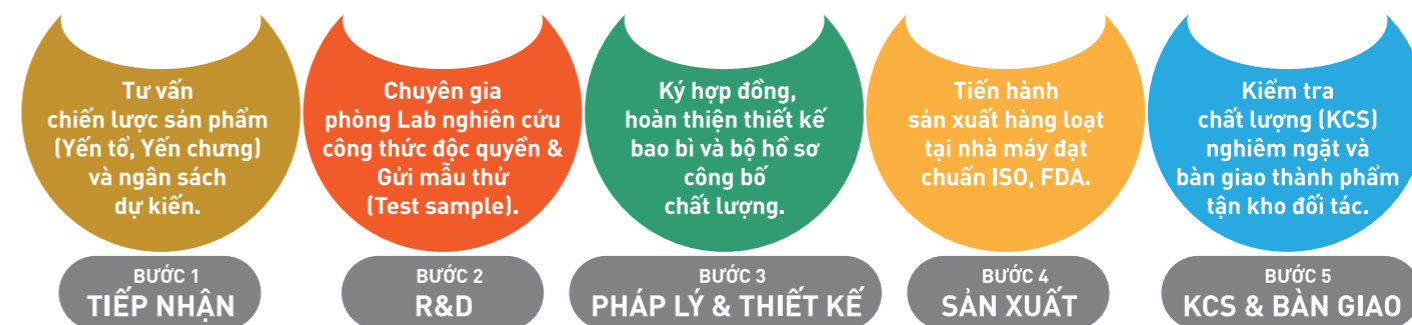 Tư vấn
chiến lược sản phẩm
(Yến tổ, Yến chưng)
và ngân sách
dự kiến.
BƯỚC 1
TIẾP NHẬN
Chuyên gia
phòng Lab nghiên cứu
công thức độc quyền &
Gửi mẫu thử
(Test sample).
BƯỚC 2
R&D
Ký hợp đồng,
hoàn thiện thiết kế
bao bì và bộ hồ sơ
công bố
chất lượng.
BƯỚC 3
PHÁP LÝ & THIẾT KẾ
Tiến hành
sản xuất hàng loạt
tại nhà máy đạt
chuẩn ISO, FDA.
BƯỚC 4
SẢN XUẤT
Kiểm tra
chất lượng (KCS)
nghiêm ngặt và
bàn giao thành phẩm
tận kho đối tác.
BƯỚC 5
KCS & BÀN GIAO